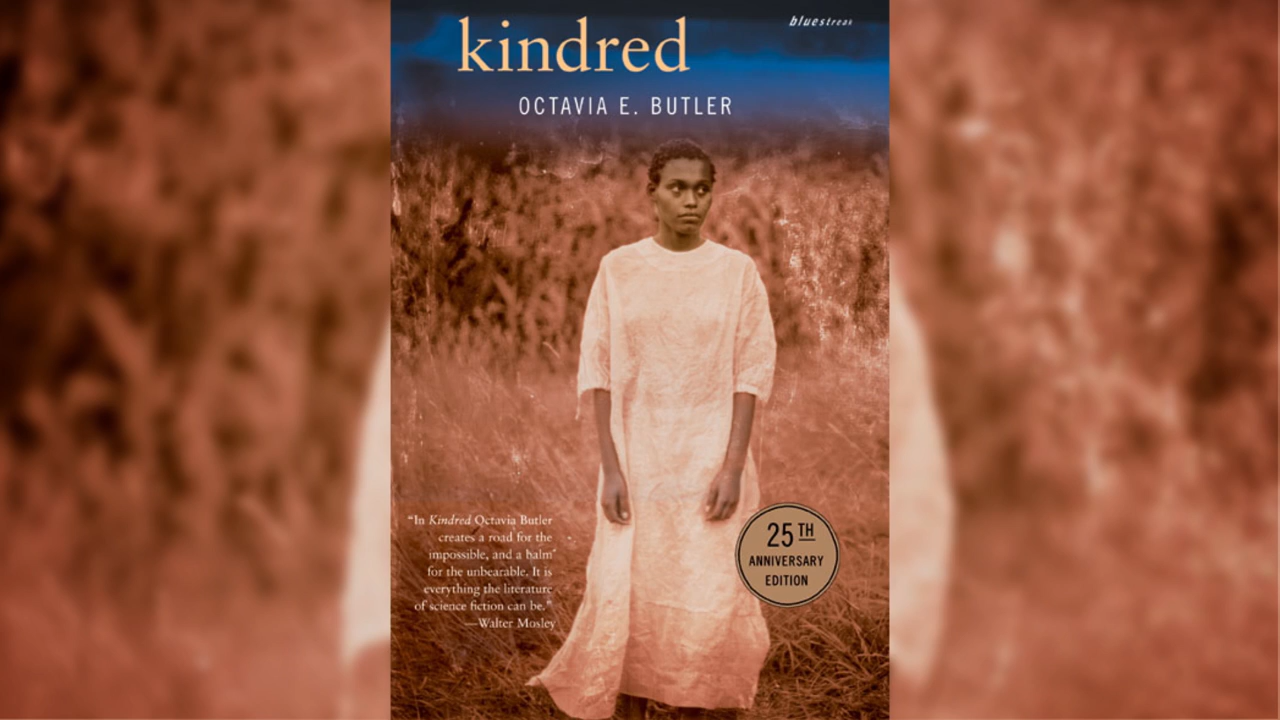 bluestreak
kindred
OCTAVIA E. BUTLER
“In Kindred Octavia Butler
creates a road for the
impossible, and a balm
for the unbearable. It is
everything the literature
of science fiction can be.”
—Walter Mosley
25TH
ANNIVERSARY
EDITION